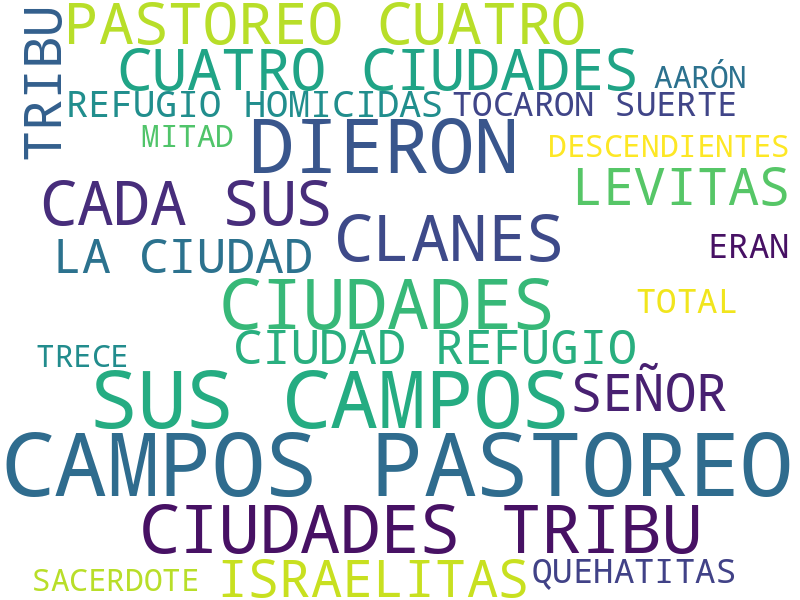 TRIBU
PASTOREO CUATRO
CUATRO CIUDADES
AARÓN
REFUGIO HOMICIDAS
TOCARON SUERTE
MITAD
DIERON
DESCENDIENTES
LEVITAS
CADA SUS
CLANES
LA CIUDAD
ERAN
CIUDADES
TOTAL
CIUDAD REFUGIO
TRECE
SUS CAMPOS
SEÑOR
CAMPOS PASTOREO
CIUDADES TRIBU
SACERDOTE
ISRAELITAS
QUEHATITAS